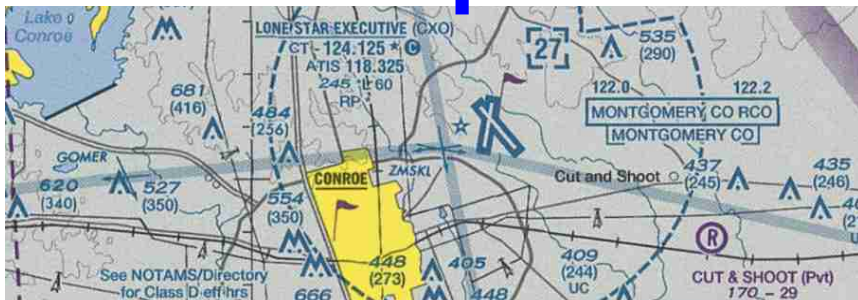 Lake
Conroe
LONE STAR EXECUTIVE (CXO)
CT - 124.125 * C
ATIS 118.325
245 *L 60
RP
27
535
(290)
681
(416)
484
(256)
122.0 122.2
MONTGOMERY CO RCO
MONTGOMERY CO
GOMER
CONROE
ZMSKL
Cut and Shoot
437
(245)
435
(246)
620
(340)
527
(350)
554
(350)
448
(273)
405
409
(244)
UC
R
See NOTAMS/Directory
for Class D eff hrs
CUT & SHOOT (Pvt)
170 - 29
666
448